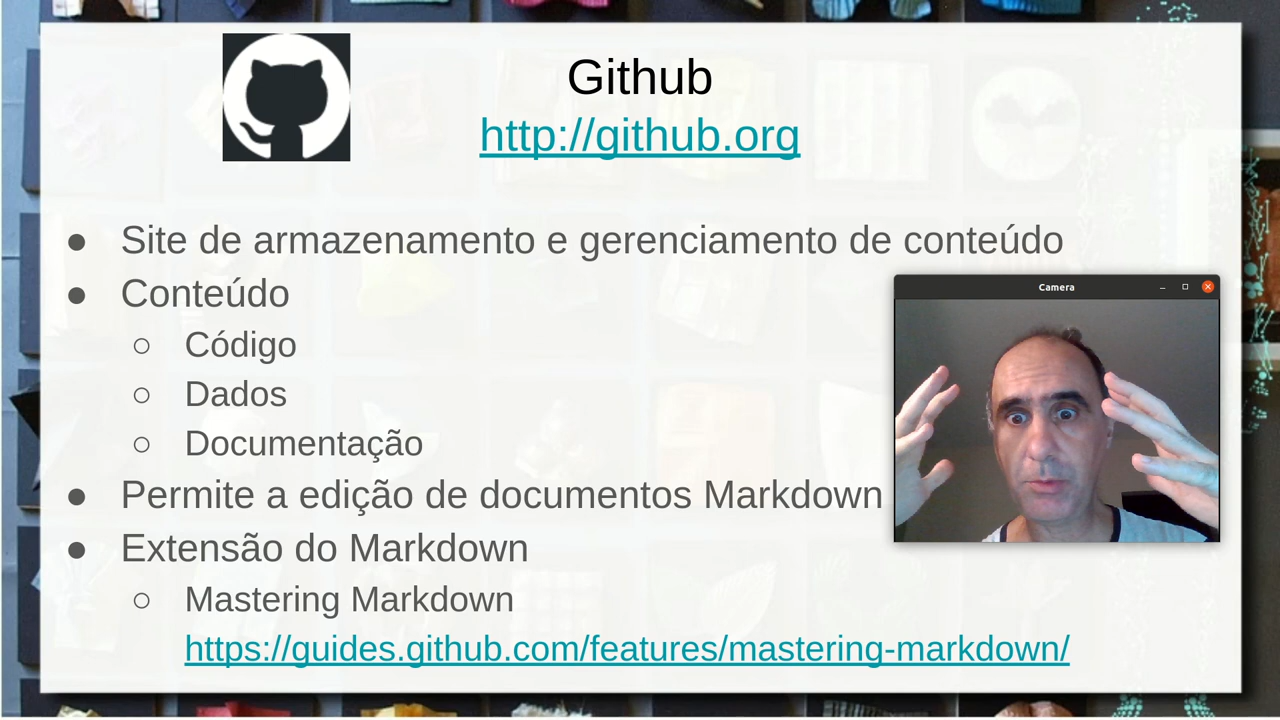 Github
http://github.org
● Site de armazenamento e gerenciamento de conteúdo
● Conteúdo
○ Código
○ Dados
○ Documentação
● Permite a edição de documentos Markdown
Camera
● Extensão do Markdown
○ Mastering Markdown
https://guides.github.com/features/mastering-markdown/